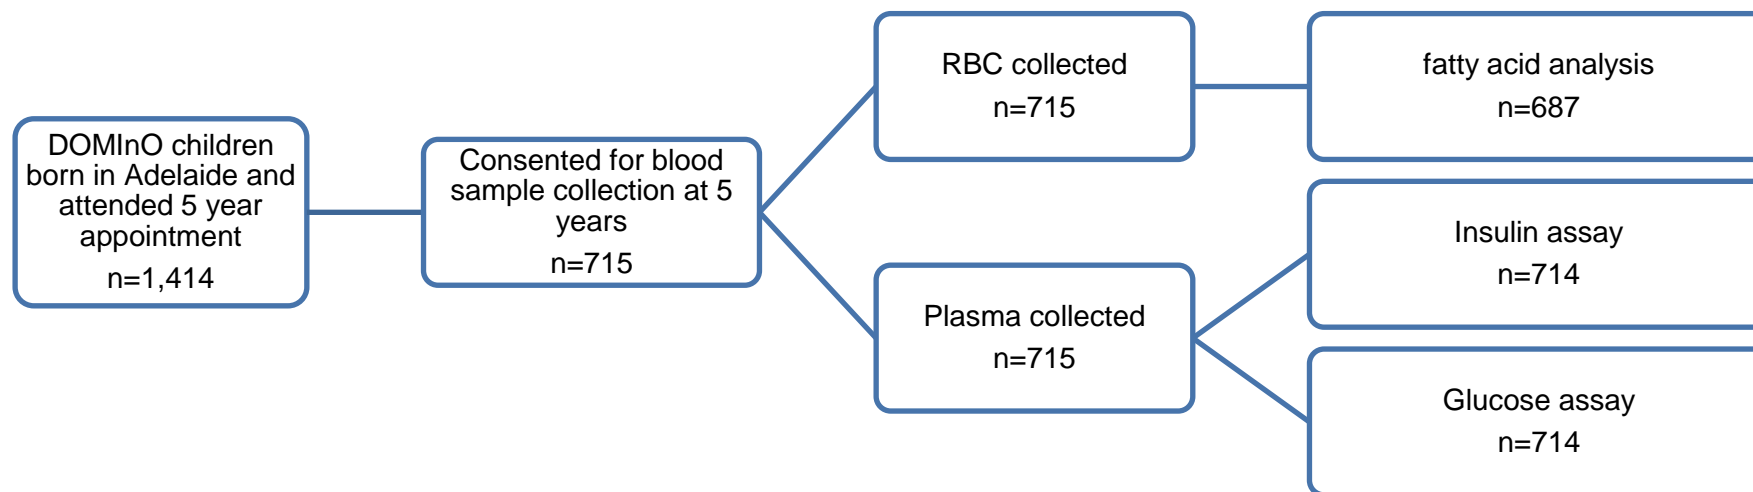 DOMInO children
born in Adelaide and
attended 5 year
appointment
n=1,414
Consented for blood
sample collection at 5
years
n=715
RBC collected
n=715
fatty acid analysis
n=687
Plasma collected
n=715
Insulin assay
n=714
Glucose assay
n=714